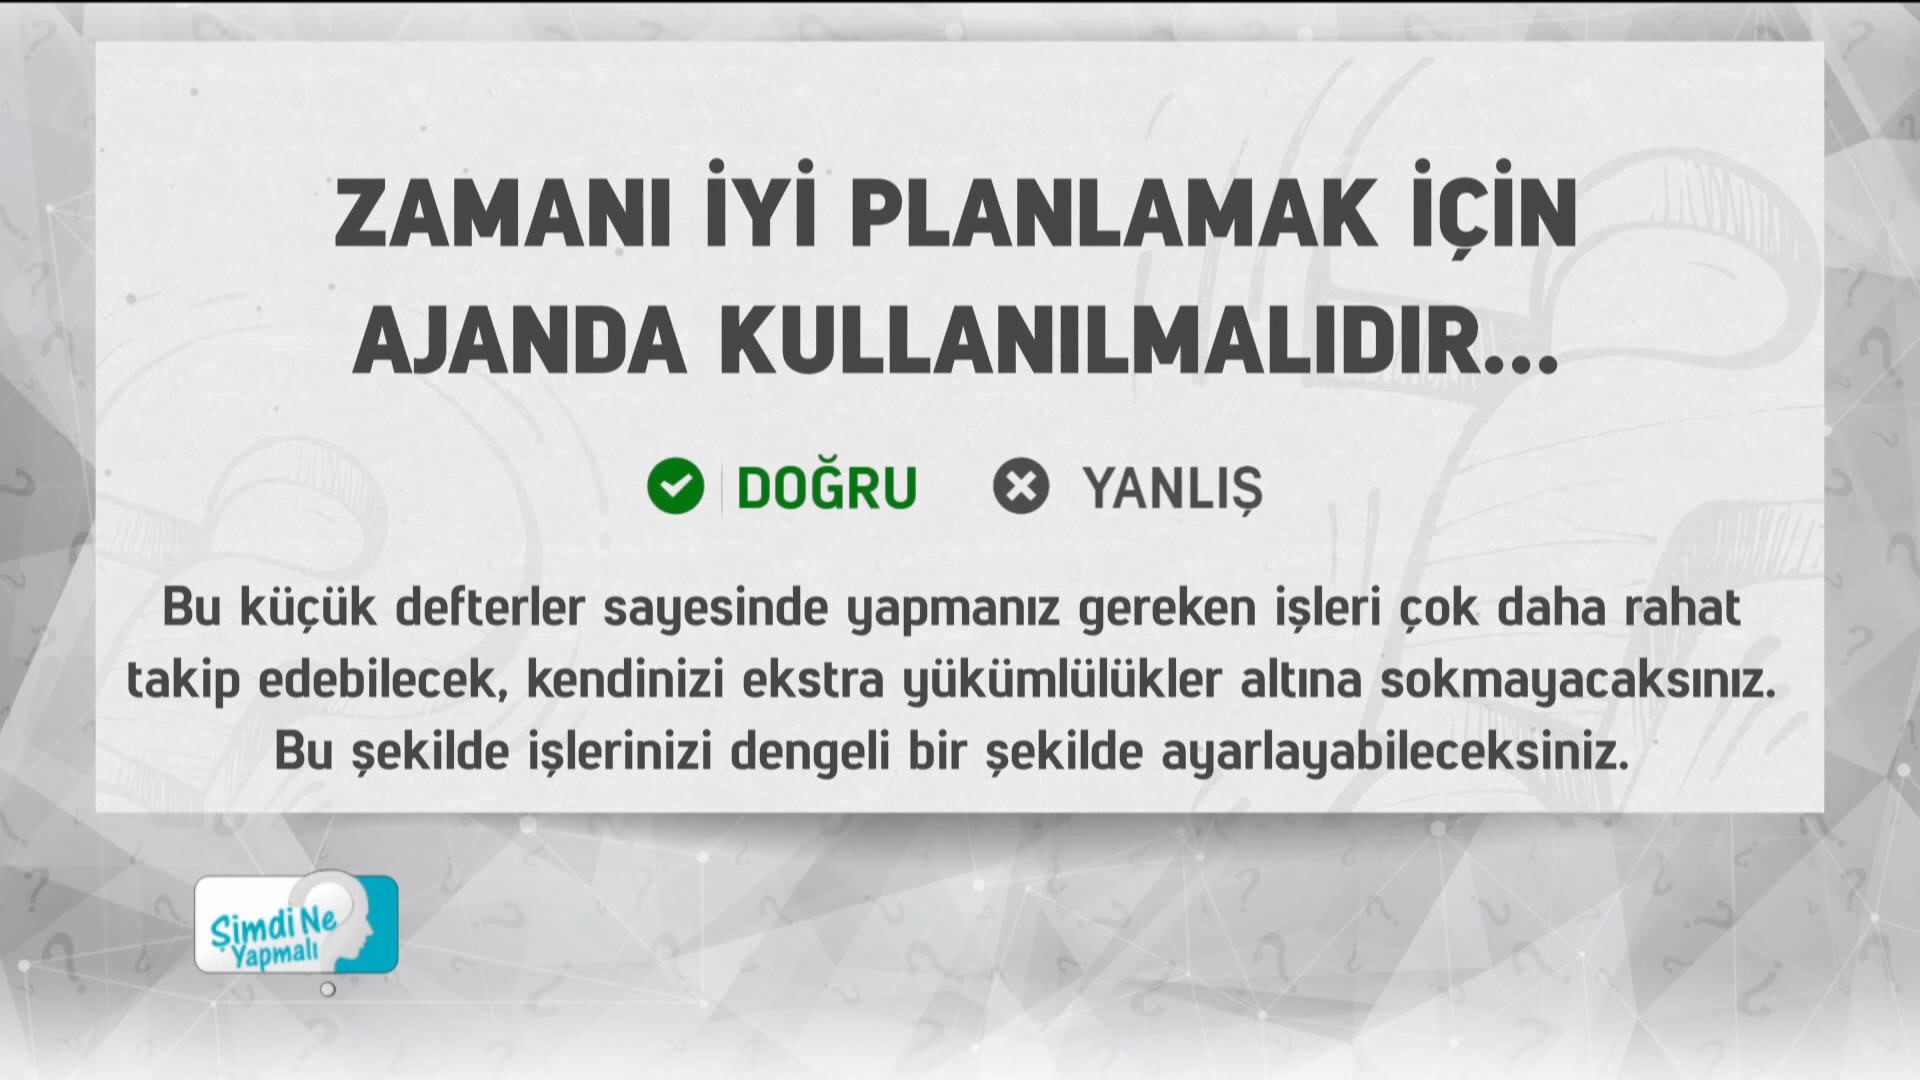 ZAMANI İYİ PLANLAMAK İÇİN
AJANDA KULLANILMALIDIR...
DOĞRU YANLIŞ
Bu küçük defterler sayesinde yapmanız gereken işleri çok daha rahat
takip edebilecek, kendinizi ekstra yükümlülükler altına sokmayacaksınız.
Bu şekilde işlerinizi dengeli bir şekilde ayarlayabileceksiniz.
Şimdi Ne
Yapmalı